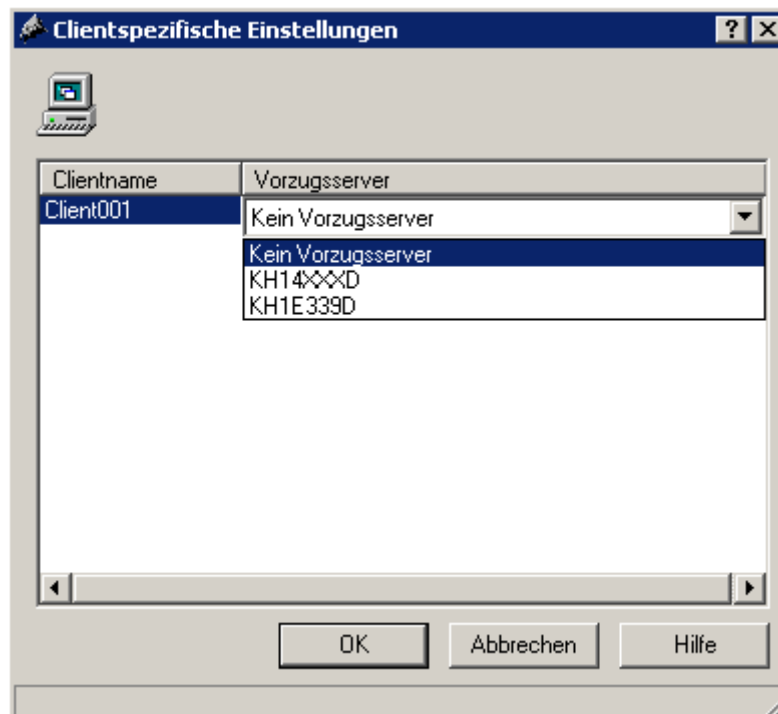 Clientspezifische Einstellungen
Clientname Vorzugsserver
Client001 Kein Vorzugsserver
Kein Vorzugsserver
KH14XXXD
KH1E339D
OK Abbrechen Hilfe